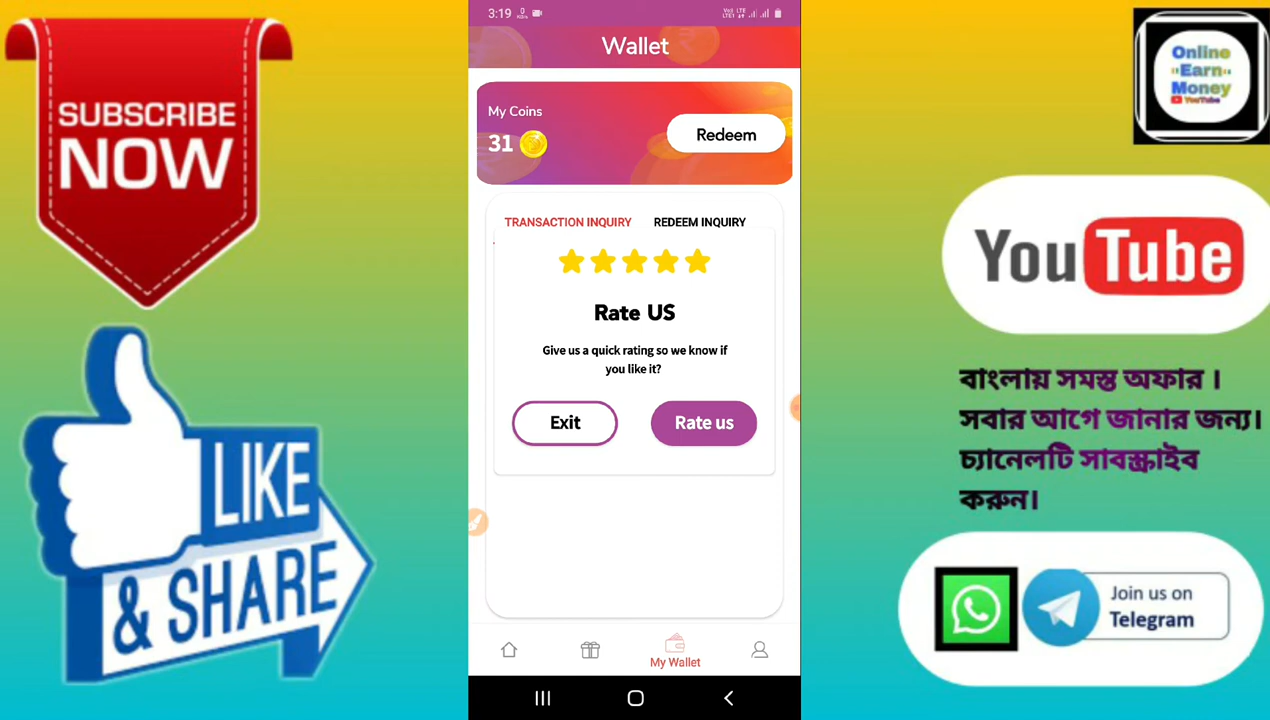 SUBSCRIBE
NOW
LIKE
& SHARE
3:19
Wallet
My Coins
31
Redeem
TRANSACTION INQUIRY
REDEEM INQUIRY
Rate US
Give us a quick rating so we know if
you like it?
Exit
Rate us
My Wallet
Online
Earn
Money
YouTube
YouTube
বাংলায় সমস্ত অফার ।
সবার আগে জানার জন্য।
চ্যানেলটি সাবস্ক্রাইব
করুন।
Join us on
Telegram